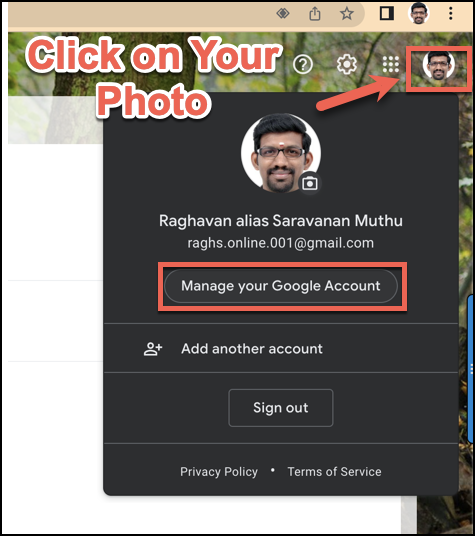 Click on Your
Photo
Raghavan alias Saravanan Muthu
raghs.online.001@gmail.com
Manage your Google Account
Add another account
Sign out
Privacy Policy • Terms of Service